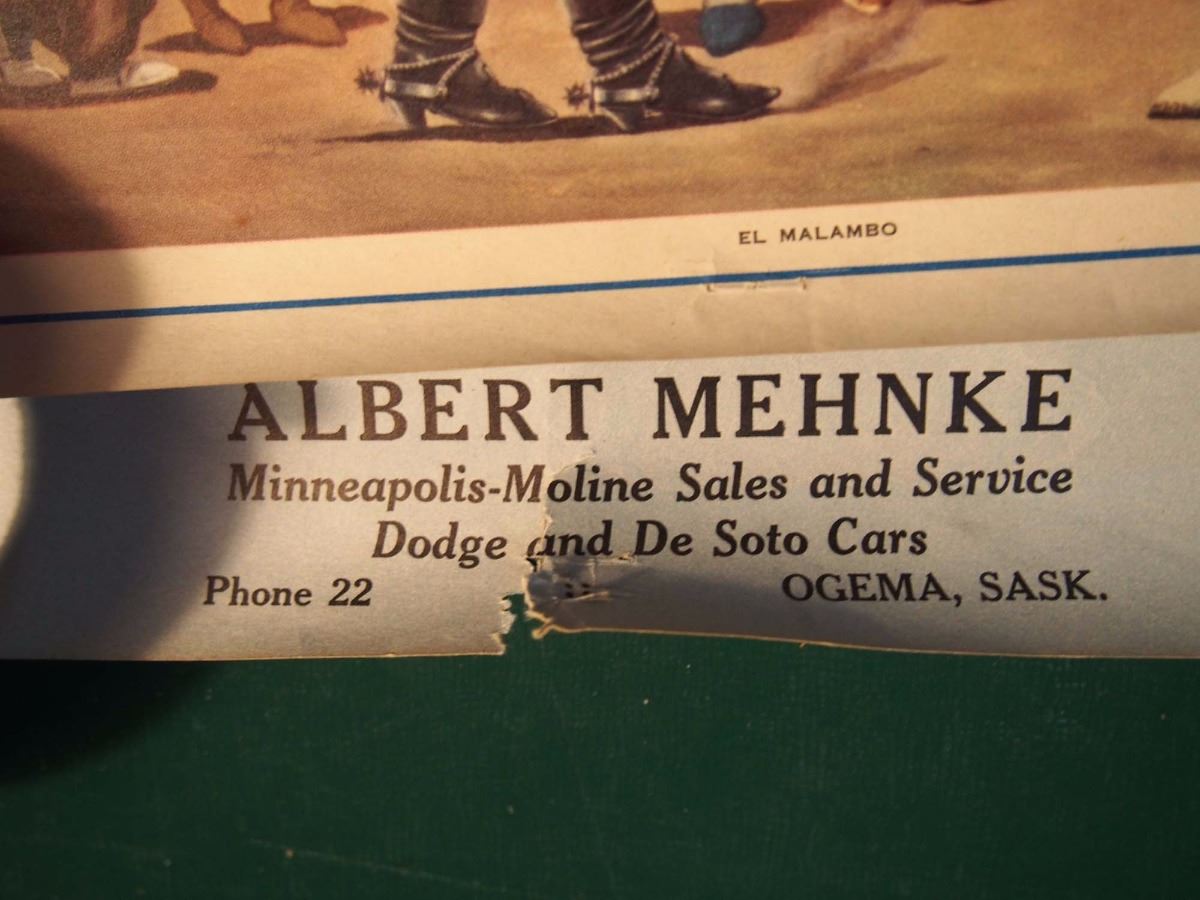 EL MALAMBO
ALBERT MEHNKE
Minneapolis-Moline Sales and Service
Dodge and De Soto Cars
Phone 22 OGEMA, SASK.